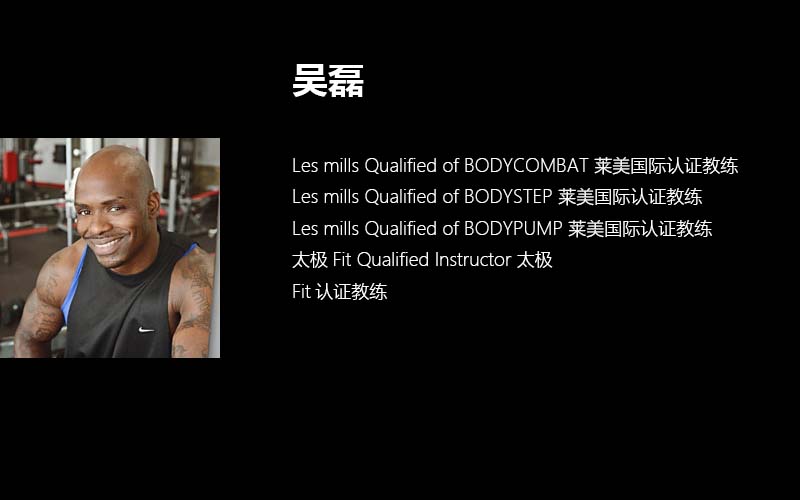 吴磊
Les mills Qualified of BODYCOMBAT 莱美国际认证教练
Les mills Qualified of BODYSTEP 莱美国际认证教练
Les mills Qualified of BODYPUMP 莱美国际认证教练
太极 Fit Qualified Instructor 太极
Fit 认证教练